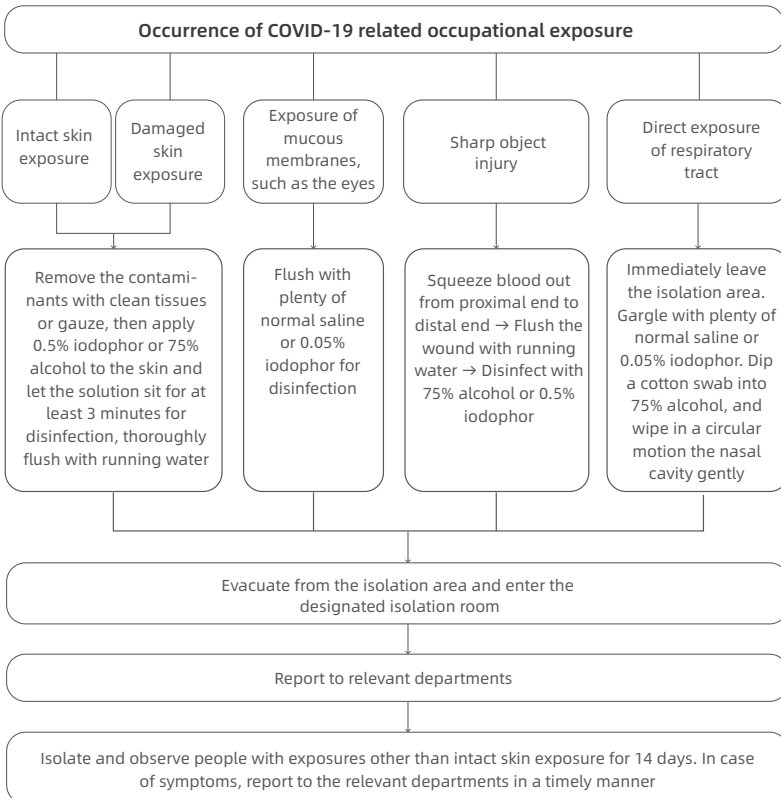 Occurrence of COVID-19 related occupational exposure
Intact skin
exposure
Damaged
skin
exposure
Exposure of
mucous
membranes,
such as the eyes
Sharp object
injury
Direct exposure
of respiratory
tract
Remove the contami-
nants with clean tissues
or gauze, then apply
0.5% iodophor or 75%
alcohol to the skin and
let the solution sit for at
least 3 minutes for
disinfection, thoroughly
flush with running water
Flush with
plenty of
normal saline
or 0.05%
iodophor for
disinfection
Squeeze blood out
from proximal end to
distal end → Flush the
wound with running
water → Disinfect with
75% alcohol or 0.5%
iodophor
Immediately leave
the isolation area.
Gargle with plenty of
normal saline or
0.05% iodophor. Dip
a cotton swab into
75% alcohol, and
wipe in a circular
motion the nasal
cavity gently
Evacuate from the isolation area and enter the
designated isolation room
Report to relevant departments
Isolate and observe people with exposures other than intact skin exposure for 14 days. In case
of symptoms, report to the relevant departments in a timely manner